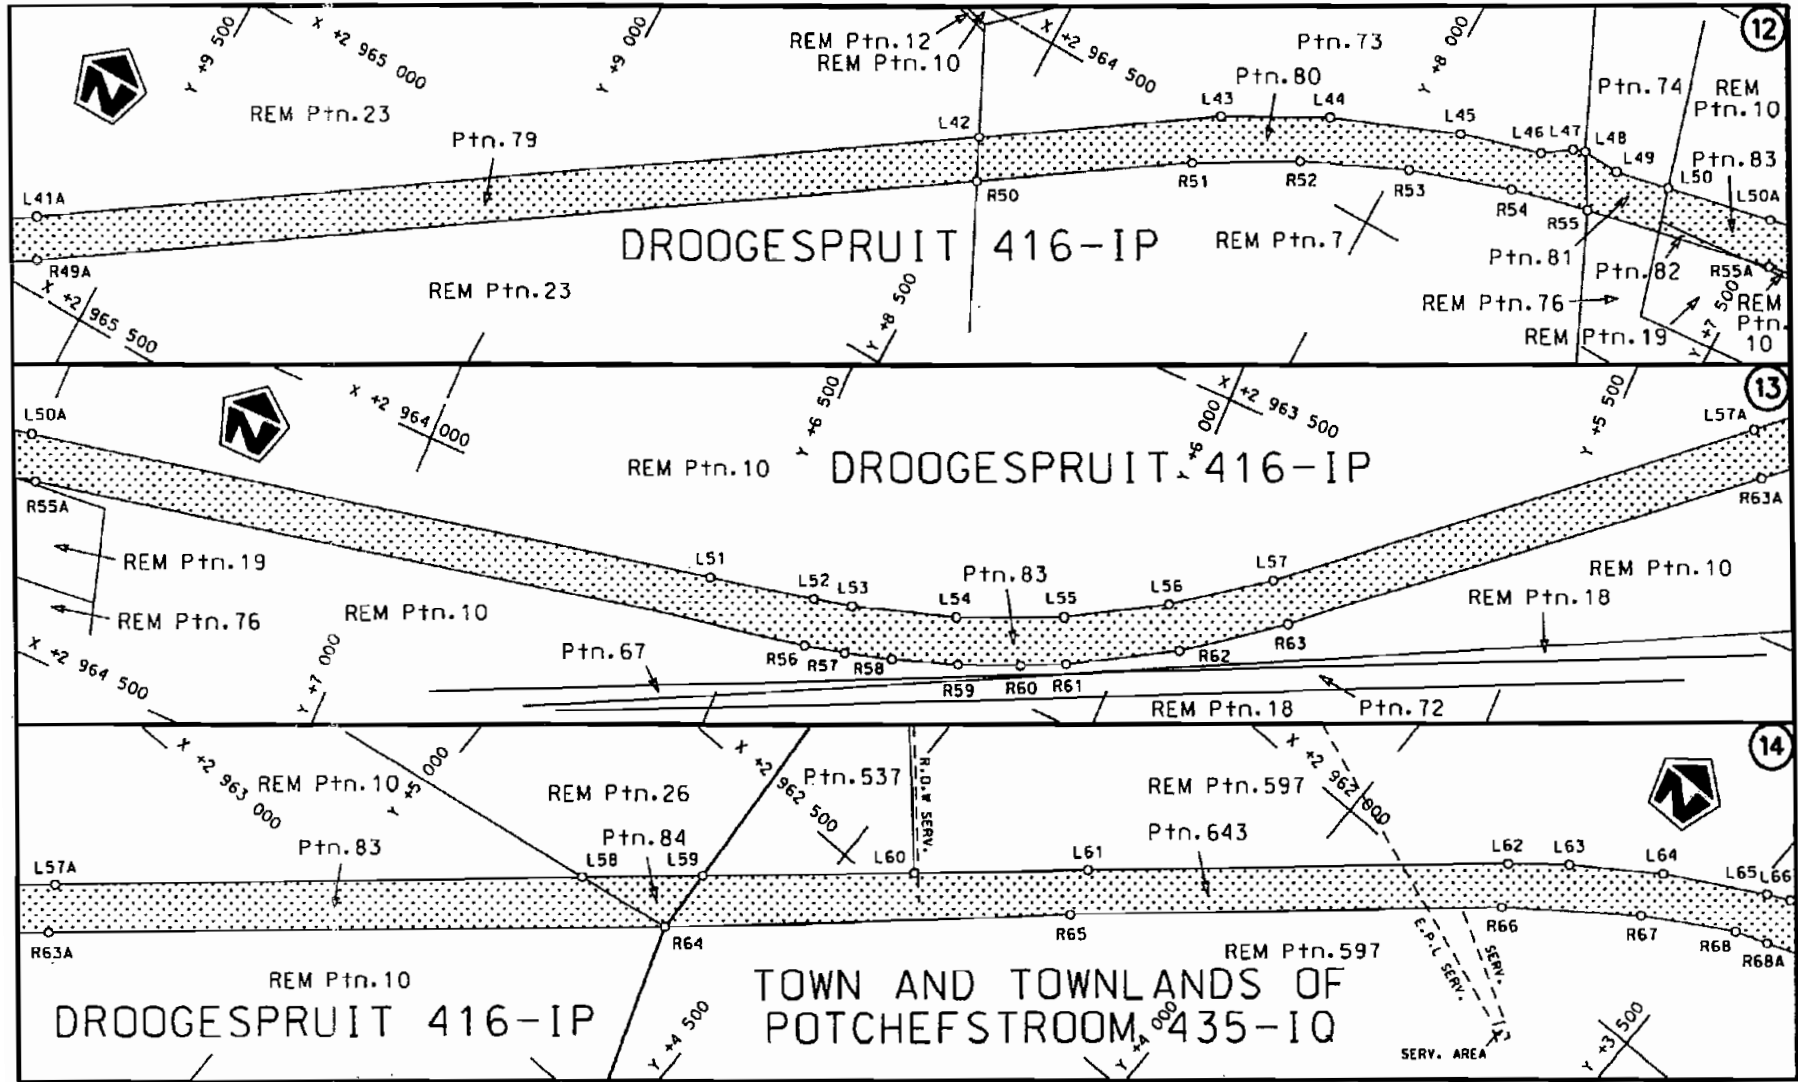 12
Y +9 500
X +2 965 000
Y +9 000
REM Ptn.12
REM Ptn.10
X +2 964 500
Ptn.73
Y +8 000
Ptn.80
Ptn.74
REM
Ptn.10
REM Ptn.23
Ptn.79
L42
L43
L44
L45
L46
L47
L48
L49
L50
Ptn.83
L50A
L41A
R49A
R50
R51
R52
R53
R54
R55
R55A
DROOGESPRUIT 416-IP
REM Ptn.7
Ptn.81
Ptn.82
REM Ptn.23
X +2 965 500
Y +8 500
REM Ptn.76
REM Ptn.19
Y +7 500
REM
Ptn.
10
13
L50A
X +2 964 000
Y +6 500
Y +6 000
X +2 963 500
Y +5 500
L57A
REM Ptn.10
DROOGESPRUIT 416-IP
R55A
R63A
REM Ptn.19
L51
L52
L53
L54
Ptn.83
L55
L56
L57
REM Ptn.10
REM Ptn.18
REM Ptn.76
REM Ptn.10
X +2 964 500
Y +7 000
Ptn.67
R56
R57
R58
R59
R60
R61
R62
R63
REM Ptn.18
Ptn.72
14
X +2 963 000
REM Ptn.10
Y +5 000
REM Ptn.26
X +2 962 500
Ptn.537
R.O.W SERV.
REM Ptn.597
X +2 962 000
Ptn.83
Ptn.84
Ptn.643
L57A
L58
L59
L60
L61
L62
L63
L64
L65
L66
R63A
R64
R65
R66
R67
R68
R68A
REM Ptn.10
REM Ptn.597
E.P.L SERV.
SERV.
DROOGESPRUIT 416-IP
TOWN AND TOWNLANDS OF
POTCHEFSTROOM 435-IQ
Y +4 500
Y +4 000
SERV. AREA
Y +3 500